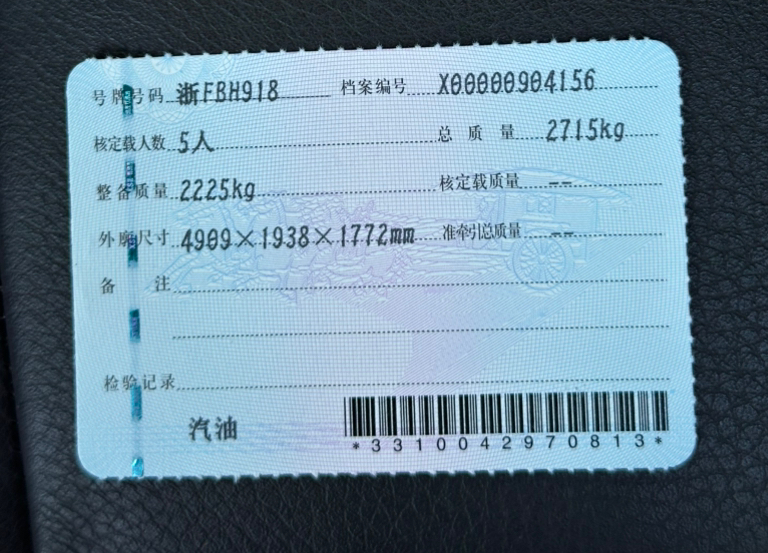 号牌号码 浙FBH918 档案编号 X00000904156
核定载人数 5人 总质量 2715kg
整备质量 2225kg 核定载质量 --
外廓尺寸 4909×1938×1772mm 准牵引总质量 --
备注
检验记录
汽油
*3310042970813*